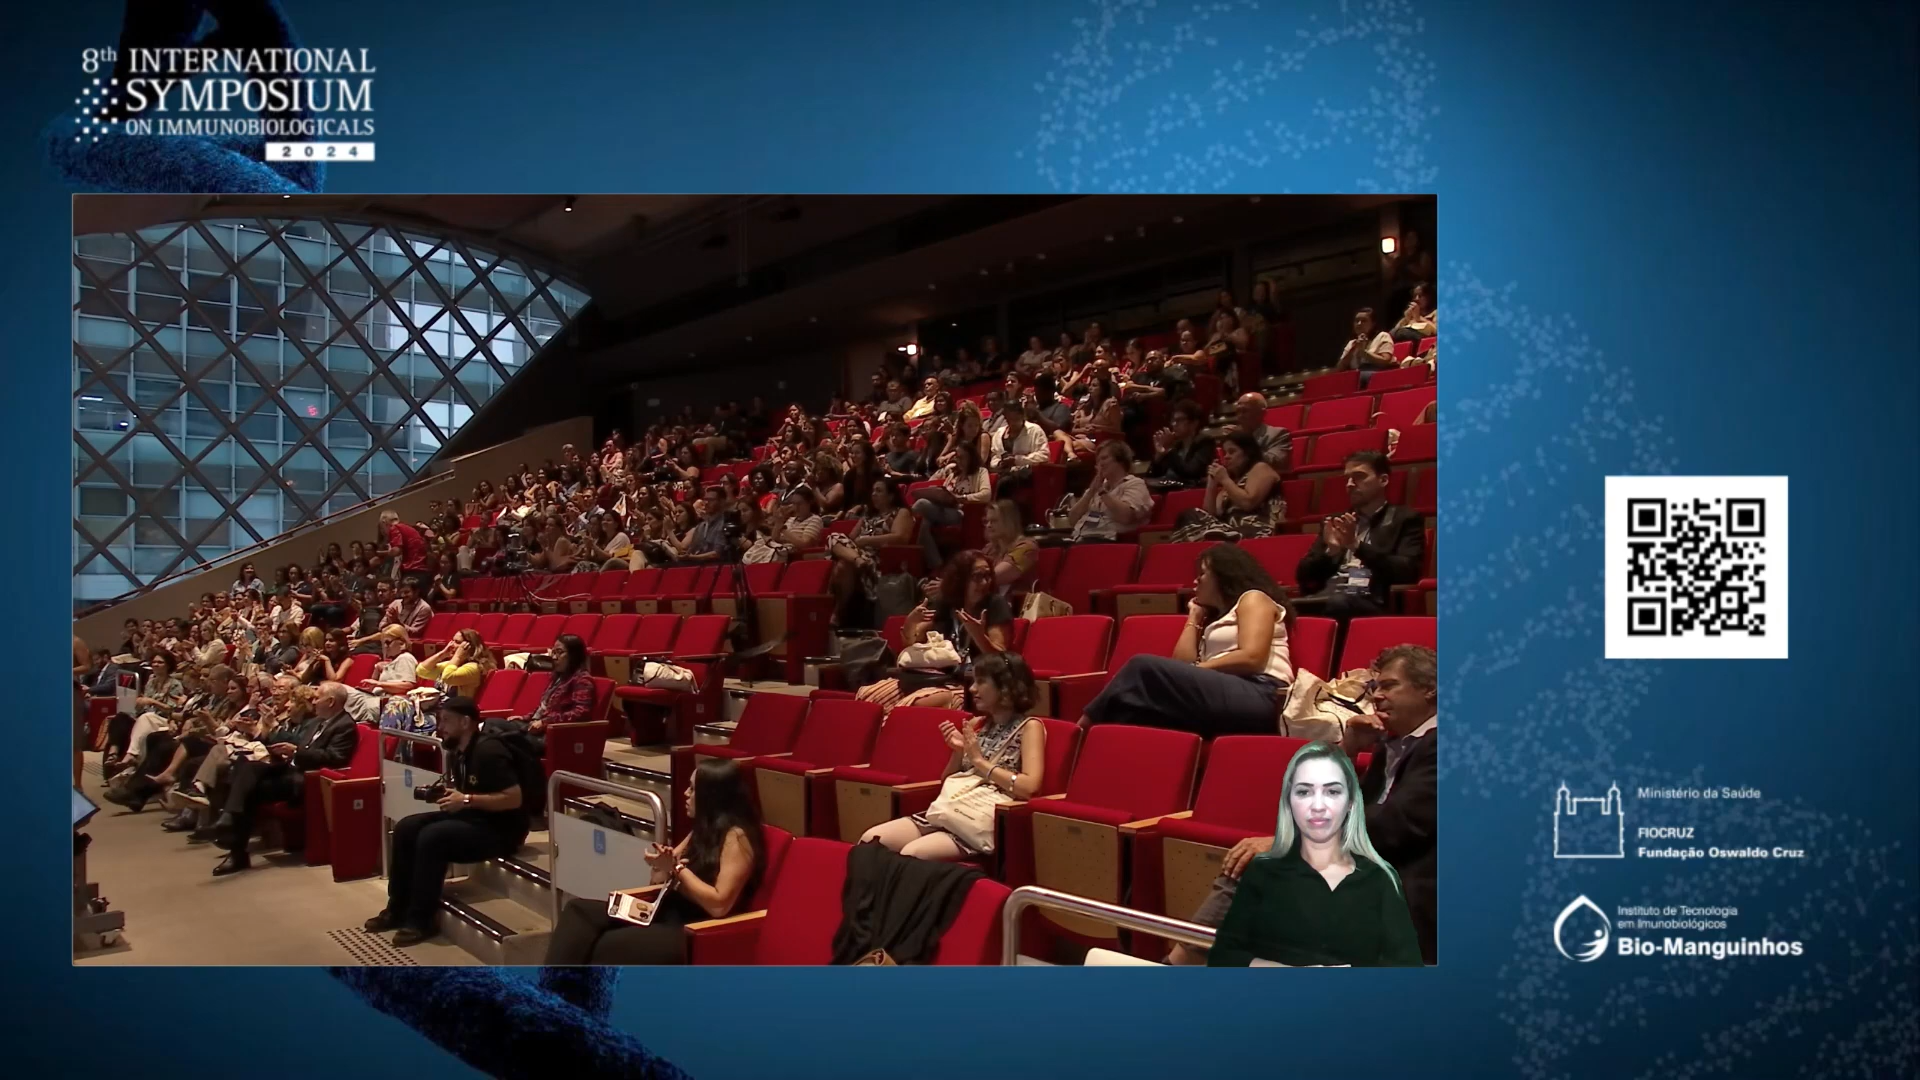 8th INTERNATIONAL
SYMPOSIUM
ON IMMUNOBIOLOGICALS
2024
Ministério da Saúde
FIOCRUZ
Fundação Oswaldo Cruz
Instituto de Tecnologia
em Imunobiológicos
Bio-Manguinhos